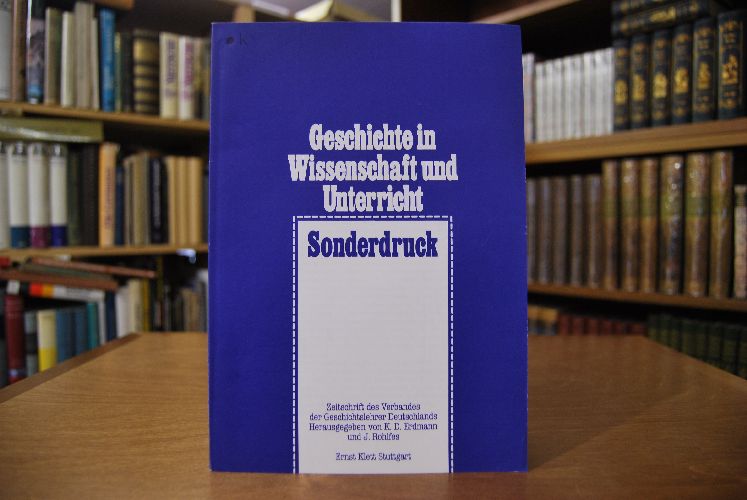 Geschichte in
Wissenschaft und
Unterricht
Sonderdruck
Zeitschrift des Verbandes
der Geschichtslehrer Deutschlands
Herausgegeben von K. D. Erdmann
und J. Rohlfes
Ernst Klett Stuttgart